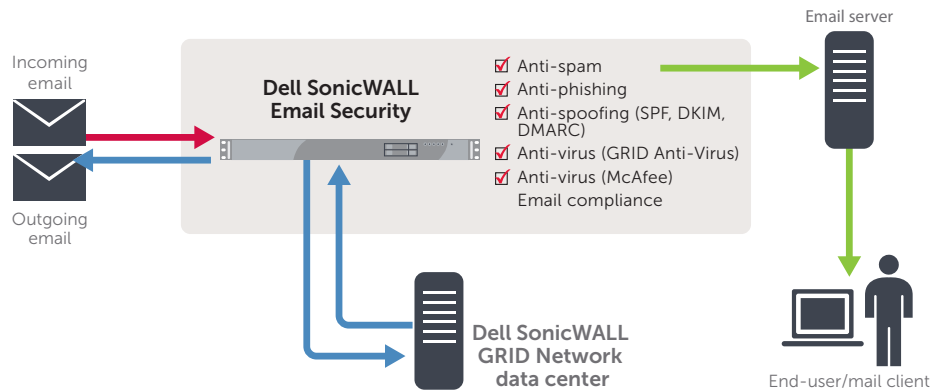 Email server
Incoming
email
Dell SonicWALL
Email Security
Anti-spam
Anti-phishing
Anti-spoofing (SPF, DKIM,
DMARC)
Anti-virus (GRID Anti-Virus)
Anti-virus (McAfee)
Email compliance
Outgoing
email
Dell SonicWALL
GRID Network
data center
End-user/mail client